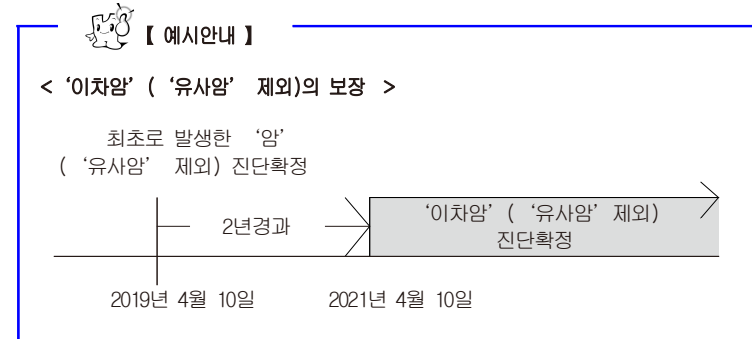 【 예시안내 】
< ‘이차암’ ( ‘유사암’ 제외)의 보장 >
최초로 발생한 ‘암’
( ‘유사암’ 제외) 진단확정
2년경과
‘이차암’ ( ‘유사암’ 제외)
진단확정
2019년 4월 10일
2021년 4월 10일